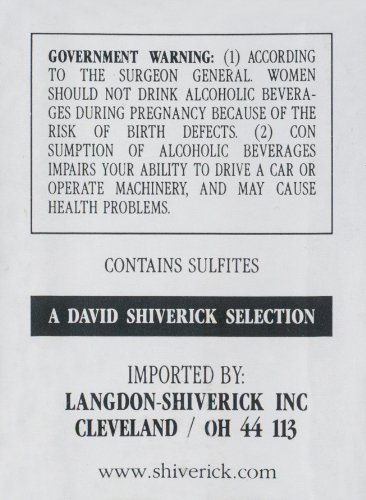 GOVERNMENT WARNING: (1) ACCORDING
TO THE SURGEON GENERAL. WOMEN
SHOULD NOT DRINK ALCOHOLIC BEVERA-
GES DURING PREGNANCY BECAUSE OF THE
RISK OF BIRTH DEFECTS. (2) CON
SUMPTION OF ALCOHOLIC BEVERAGES
IMPAIRS YOUR ABILITY TO DRIVE A CAR OR
OPERATE MACHINERY, AND MAY CAUSE
HEALTH PROBLEMS.
CONTAINS SULFITES
A DAVID SHIVERICK SELECTION
IMPORTED BY:
LANGDON-SHIVERICK INC
CLEVELAND / OH 44 113
www.shiverick.com